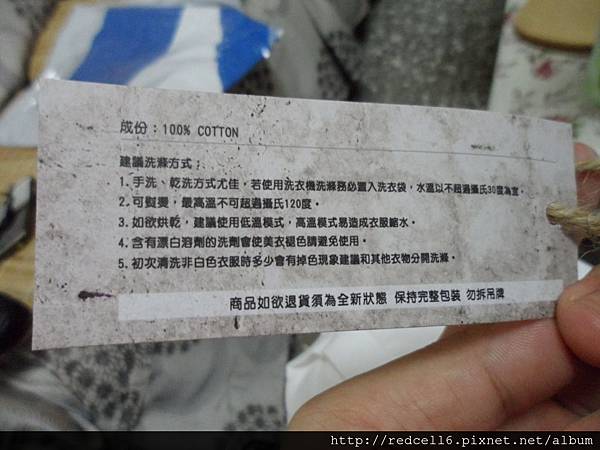 成份：100% COTTON
建議洗滌方式：
1. 手洗、乾洗方式尤佳，若使用洗衣機洗滌務必置入洗衣袋，水溫以不超過攝氏30度為宜。
2. 可熨燙，最高溫不可超過攝氏120度。
3. 如欲烘乾，建議使用低溫模式，高溫模式易造成衣服縮水。
4. 含有漂白溶劑的洗劑會使美衣褪色請避免使用。
5. 初次清洗非白色衣服時多少會有掉色現象建議和其他衣物分開洗滌。
商品如欲退貨須為全新狀態 保持完整包裝 勿拆吊牌
http://redcell6.pixnet.net/album